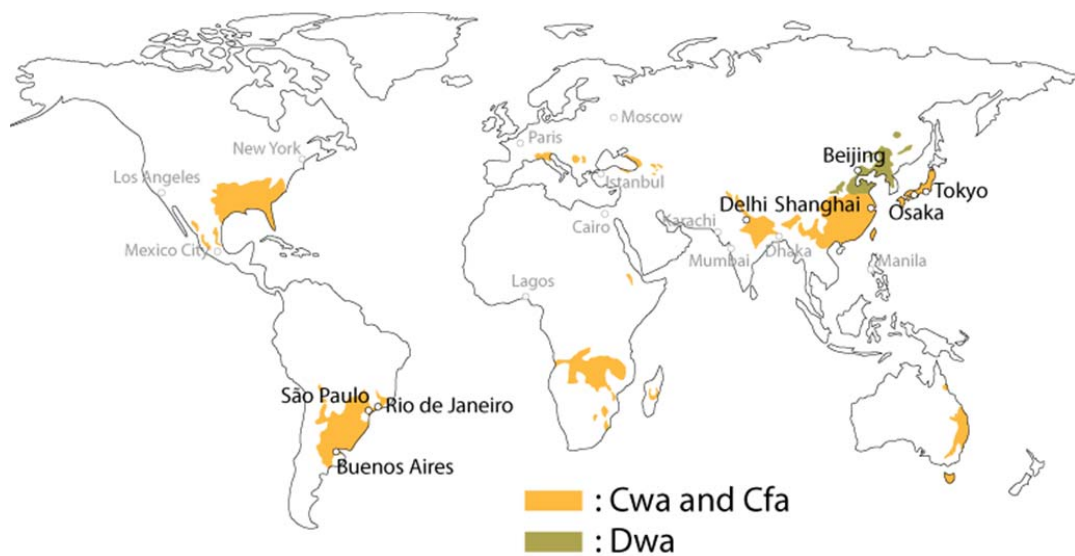 Moscow
Paris
New York
Beijing
Los Angeles
Istanbul
Tokyo
Delhi Shanghai
Osaka
Karachi
Cairo
Mexico City
Mumbai
Dhaka
Manila
Lagos
São Paulo
Rio de Janeiro
Buenos Aires
: Cwa and Cfa
: Dwa